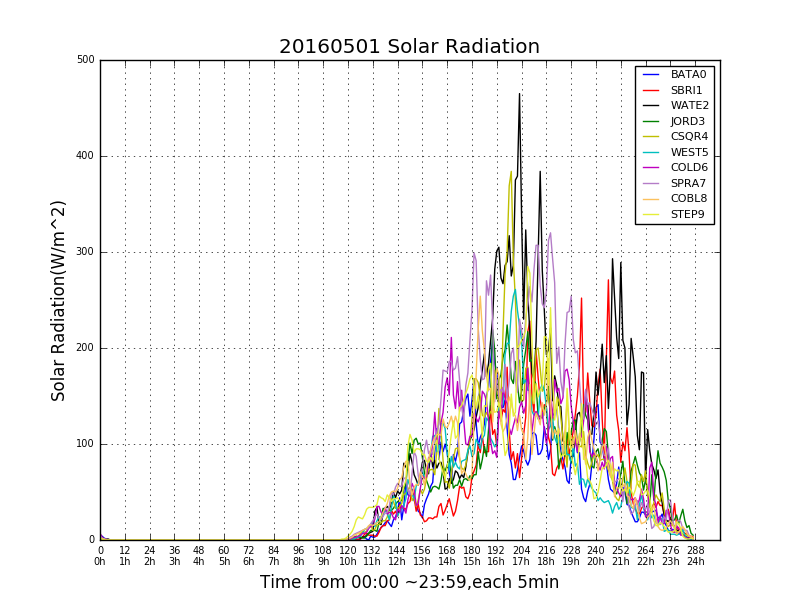 20160501 Solar Radiation
500
400
300
200
100
0
Solar Radiation(W/m^2)
BATA0
SBRI1
WATE2
JORD3
CSQR4
WEST5
COLD6
SPRA7
COBL8
STEP9
0 12 24 36 48 60 72 84 96 108 120 132 144 156 168 180 192 204 216 228 240 252 264 276 288
0h 1h 2h 3h 4h 5h 6h 7h 8h 9h 10h 11h 12h 13h 14h 15h 16h 17h 18h 19h 20h 21h 22h 23h 24h
Time from 00:00 ~23:59,each 5min